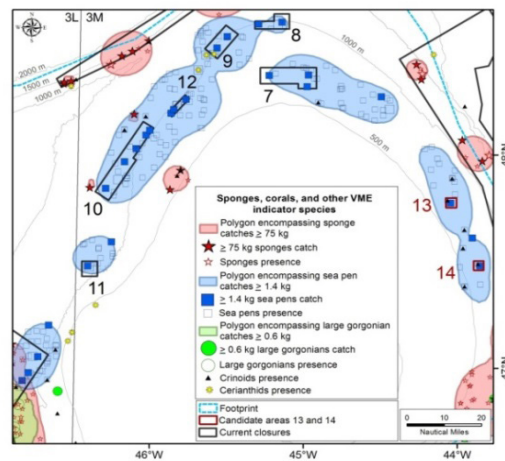 3L 3M
2000 m
1500 m
1000 m
1000 m
500 m
8
9
7
12
10
11
13
14
48°N
47°N
Sponges, corals, and other VME
indicator species
Polygon encompassing sponge
catches ≥ 75 kg
≥ 75 kg sponges catch
Sponges presence
Polygon encompassing sea pen
catches ≥ 1.4 kg
≥ 1.4 kg sea pens catch
Sea pens presence
Polygon encompassing large gorgonian
catches ≥ 0.6 kg
≥ 0.6 kg large gorgonians catch
Large gorgonians presence
Crinoids presence
Cerianthids presence
Footprint
Candidate areas 13 and 14
Current closures
0 10 20
Nautical Miles
46°W 45°W 44°W